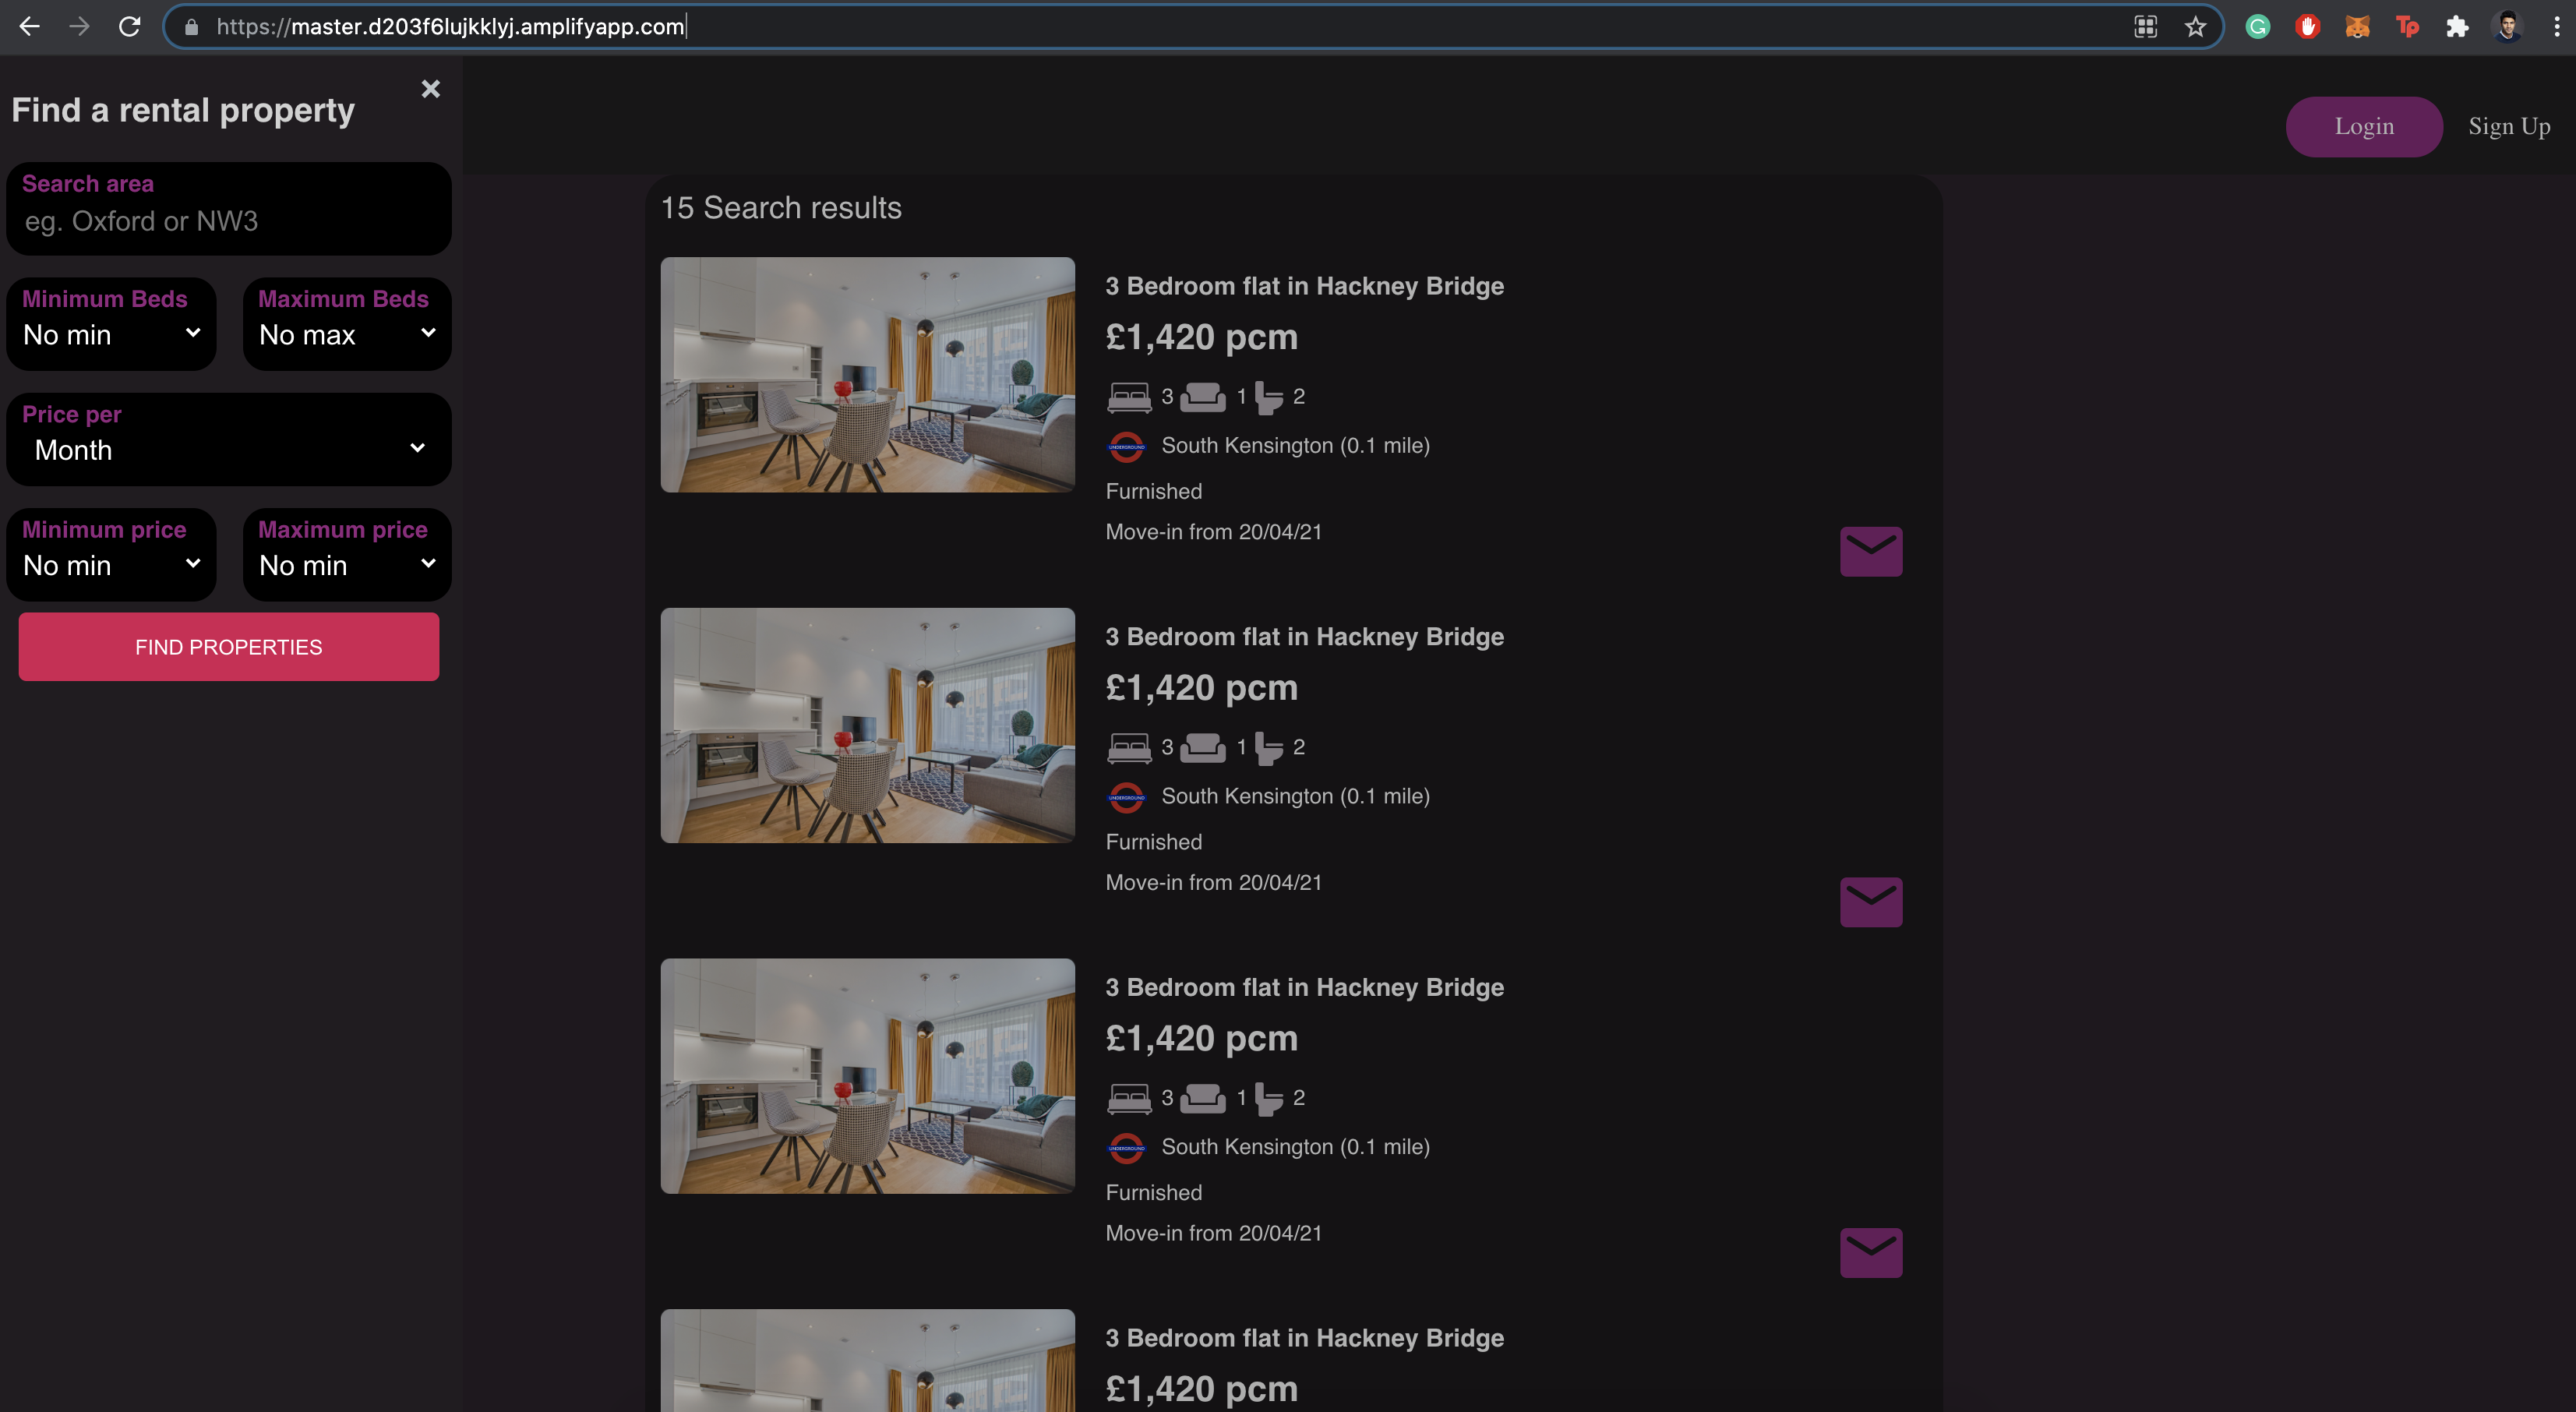 https://master.d203f6lujkklyj.amplifyapp.com
Find a rental property
Search area
eg. Oxford or NW3
Minimum Beds
No min
Maximum Beds
No max
Price per
Month
Minimum price
No min
Maximum price
No min
FIND PROPERTIES
Login
Sign Up
15 Search results
3 Bedroom flat in Hackney Bridge
£1,420 pcm
3 1 2
UNDERGROUND South Kensington (0.1 mile)
Furnished
Move-in from 20/04/21
3 Bedroom flat in Hackney Bridge
£1,420 pcm
3 1 2
UNDERGROUND South Kensington (0.1 mile)
Furnished
Move-in from 20/04/21
3 Bedroom flat in Hackney Bridge
£1,420 pcm
3 1 2
UNDERGROUND South Kensington (0.1 mile)
Furnished
Move-in from 20/04/21
3 Bedroom flat in Hackney Bridge
£1,420 pcm